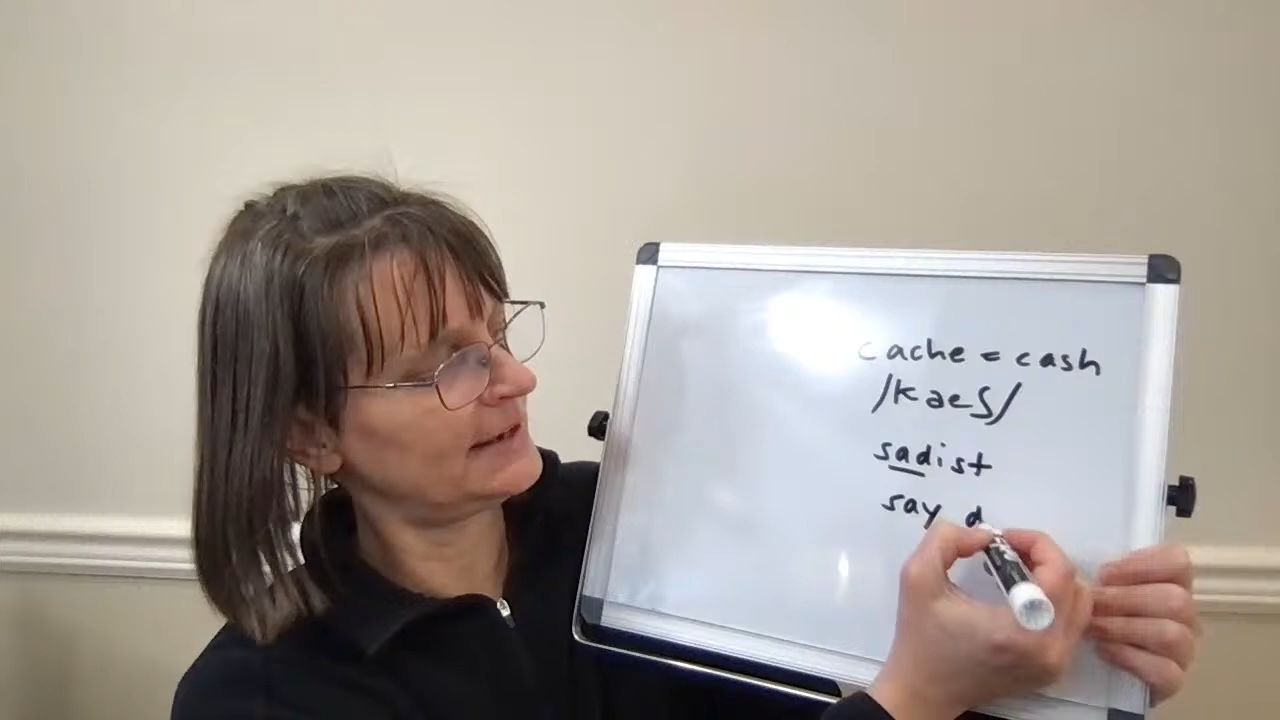 cache = cash
/kaeʃ/
sadist
say d